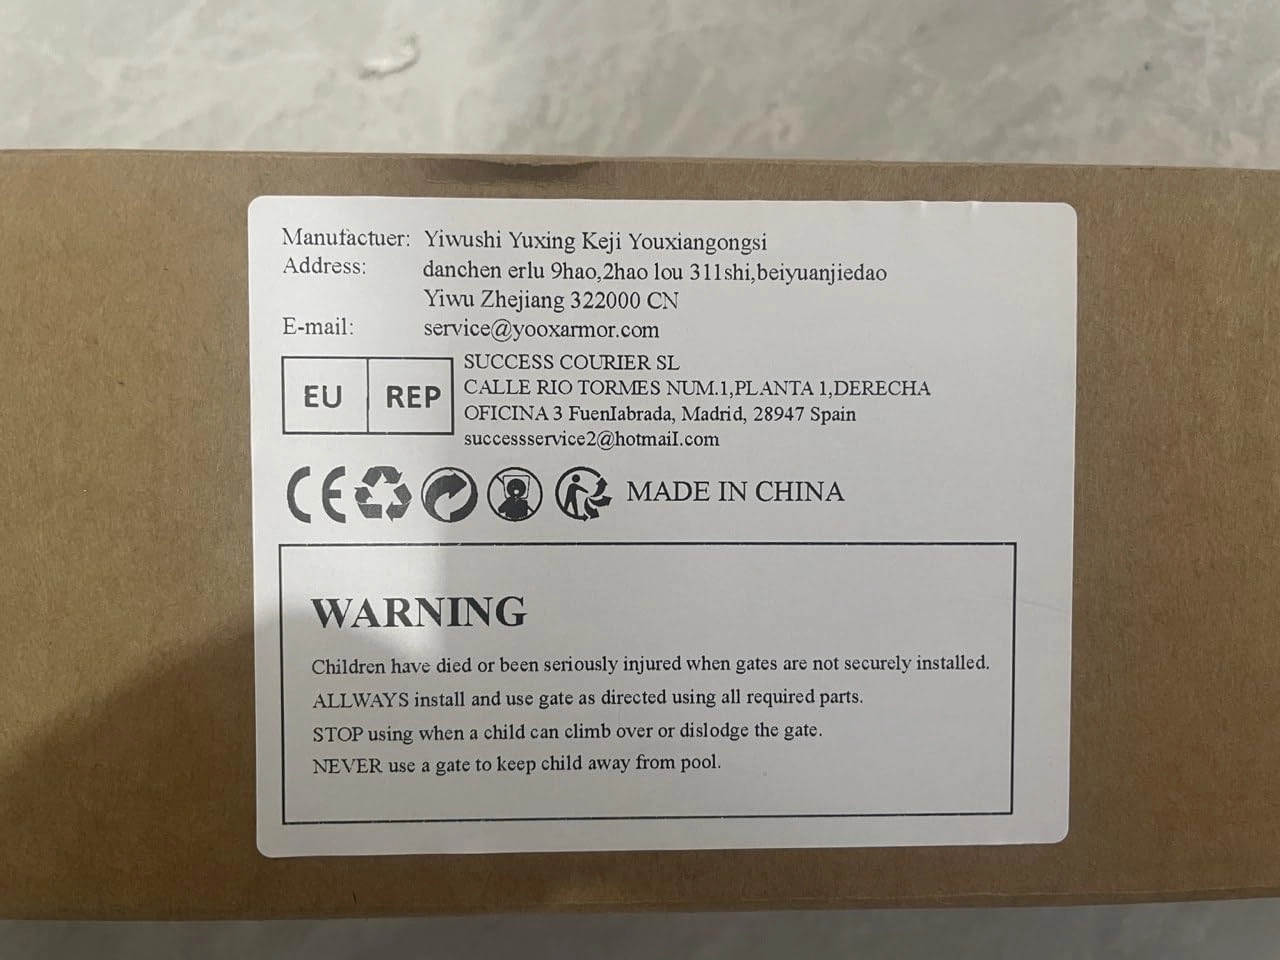 Manufactuer: Yiwushi Yuxing Keji Youxiangongsi
Address: danchen erlu 9hao,2hao lou 311shi,beiyuanjiedao
Yiwu Zhejiang 322000 CN
E-mail: service@yooxarmor.com
EU REP
SUCCESS COURIER SL
CALLE RIO TORMES NUM.1,PLANTA 1,DERECHA
OFICINA 3 FuenIabrada, Madrid, 28947 Spain
successservice2@hotmaiI.com
CE
MADE IN CHINA
WARNING
Children have died or been seriously injured when gates are not securely installed.
ALLWAYS install and use gate as directed using all required parts.
STOP using when a child can climb over or dislodge the gate.
NEVER use a gate to keep child away from pool.